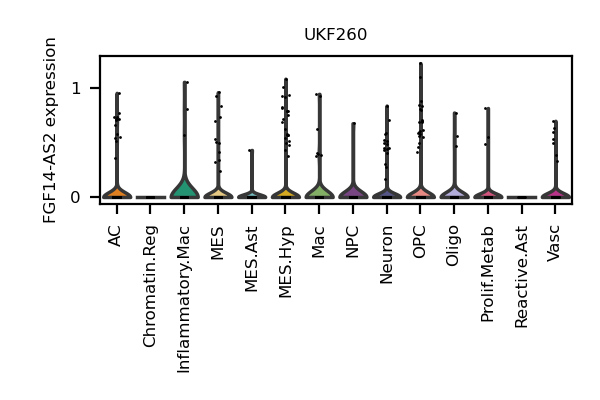 UKF260
FGF14-AS2 expression
1
0
AC
Chromatin.Reg
Inflammatory.Mac
MES
MES.Ast
MES.Hyp
Mac
NPC
Neuron
OPC
Oligo
Prolif.Metab
Reactive.Ast
Vasc